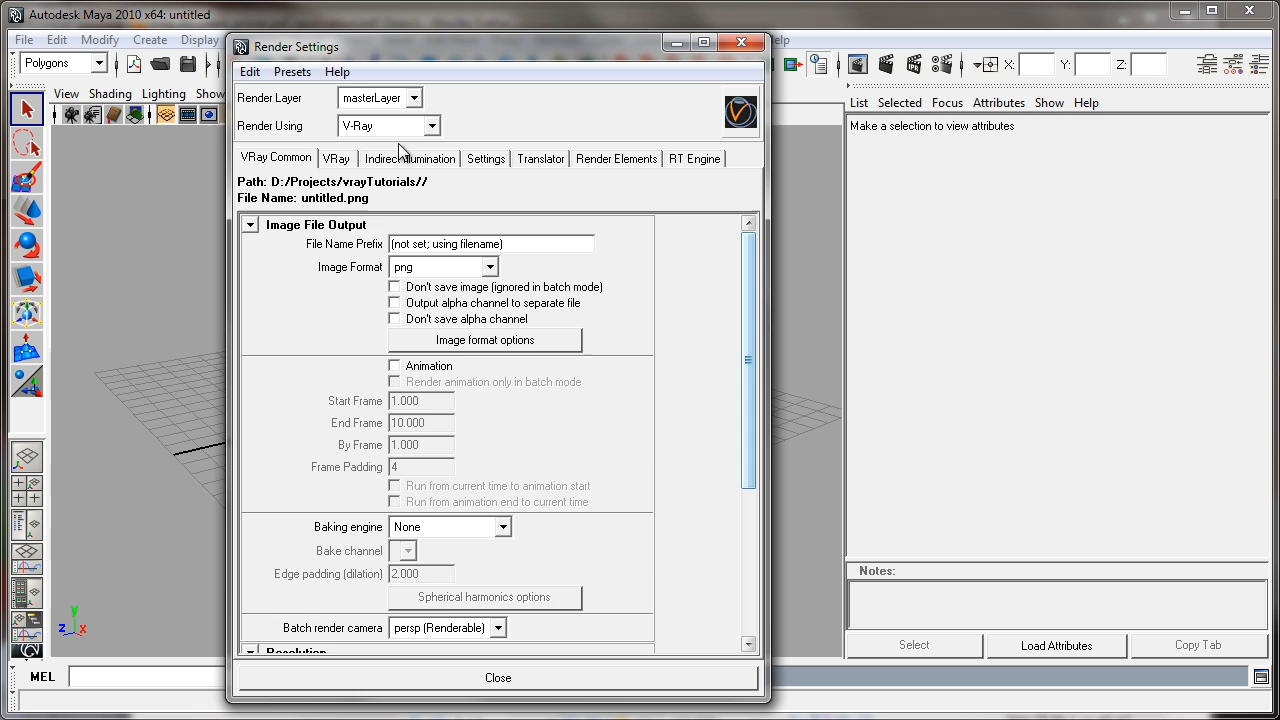 Autodesk Maya 2010 x64: untitled
File Edit Modify Create Display
elp
Render Settings
Polygons
X: Y: Z:
Edit Presets Help
View Shading Lighting Show
Render Layer masterLayer
Render Using V-Ray
List Selected Focus Attributes Show Help
Make a selection to view attributes
VRay Common VRay Indirect Illumination Settings Translator Render Elements RT Engine
Path: D:/Projects/vrayTutorials//
File Name: untitled.png
Image File Output
File Name Prefix (not set; using filename)
Image Format png
Don't save image (ignored in batch mode)
Output alpha channel to separate file
Don't save alpha channel
Image format options
Animation
Render animation only in batch mode
Start Frame 1.000
End Frame 10.000
By Frame 1.000
Frame Padding 4
Run from current time to animation start
Run from animation end to current time
Baking engine None
Bake channel
Edge padding (dilation) 2.000
Spherical harmonics options
Batch render camera persp (Renderable)
Resolution
Notes:
y
z x
Select Load Attributes Copy Tab
MEL
Close